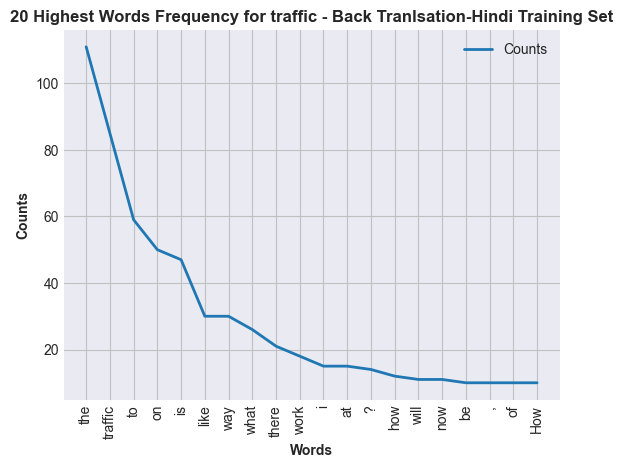 20 Highest Words Frequency for traffic - Back Tranlsation-Hindi Training Set
Counts
100
80
60
40
20
Counts
the
traffic
to
on
is
like
way
what
there
work
i
at
?
how
will
now
be
,
of
How
Words